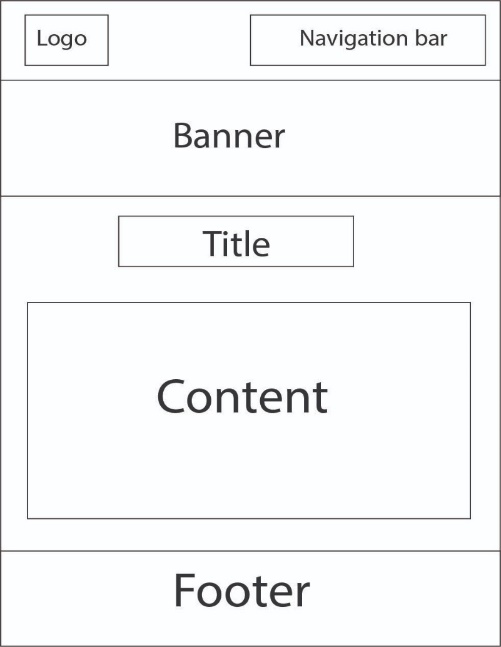 Logo
Navigation bar
Banner
Title
Content
Footer